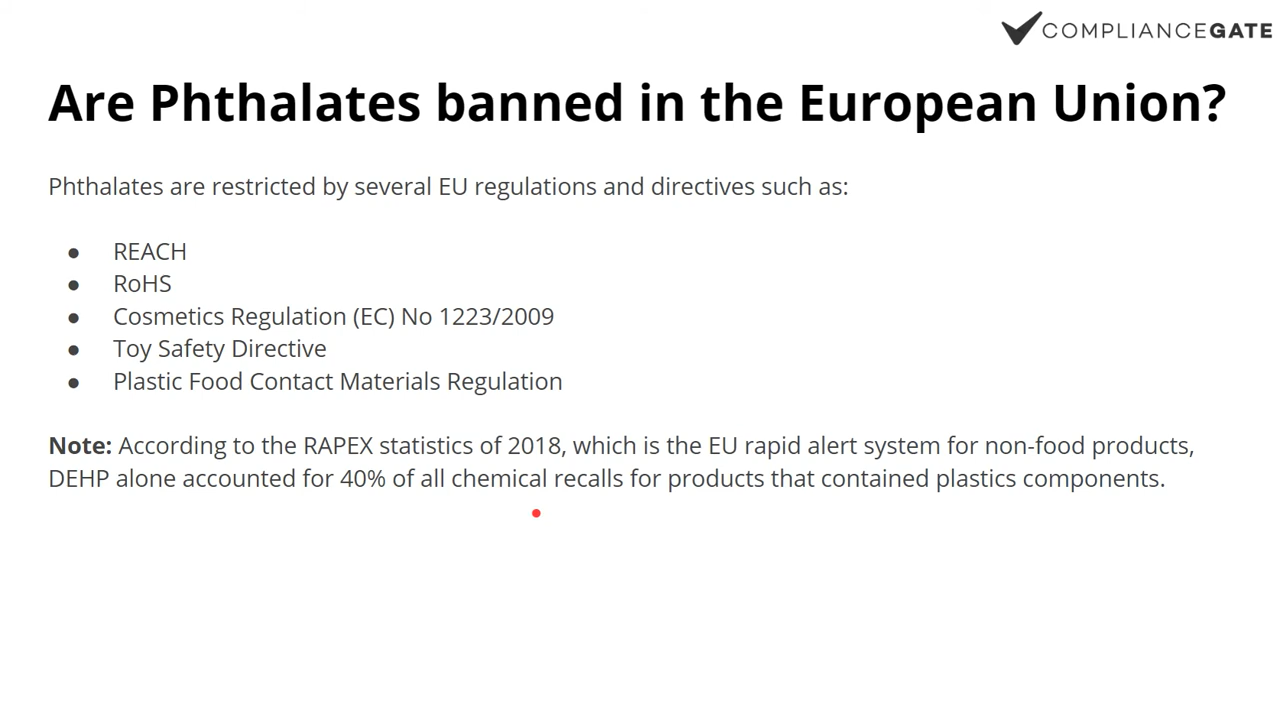 COMPLIANCEGATE
Are Phthalates banned in the European Union?
Phthalates are restricted by several EU regulations and directives such as:
● REACH
● RoHS
● Cosmetics Regulation (EC) No 1223/2009
● Toy Safety Directive
● Plastic Food Contact Materials Regulation
Note: According to the RAPEX statistics of 2018, which is the EU rapid alert system for non-food products,
DEHP alone accounted for 40% of all chemical recalls for products that contained plastics components.